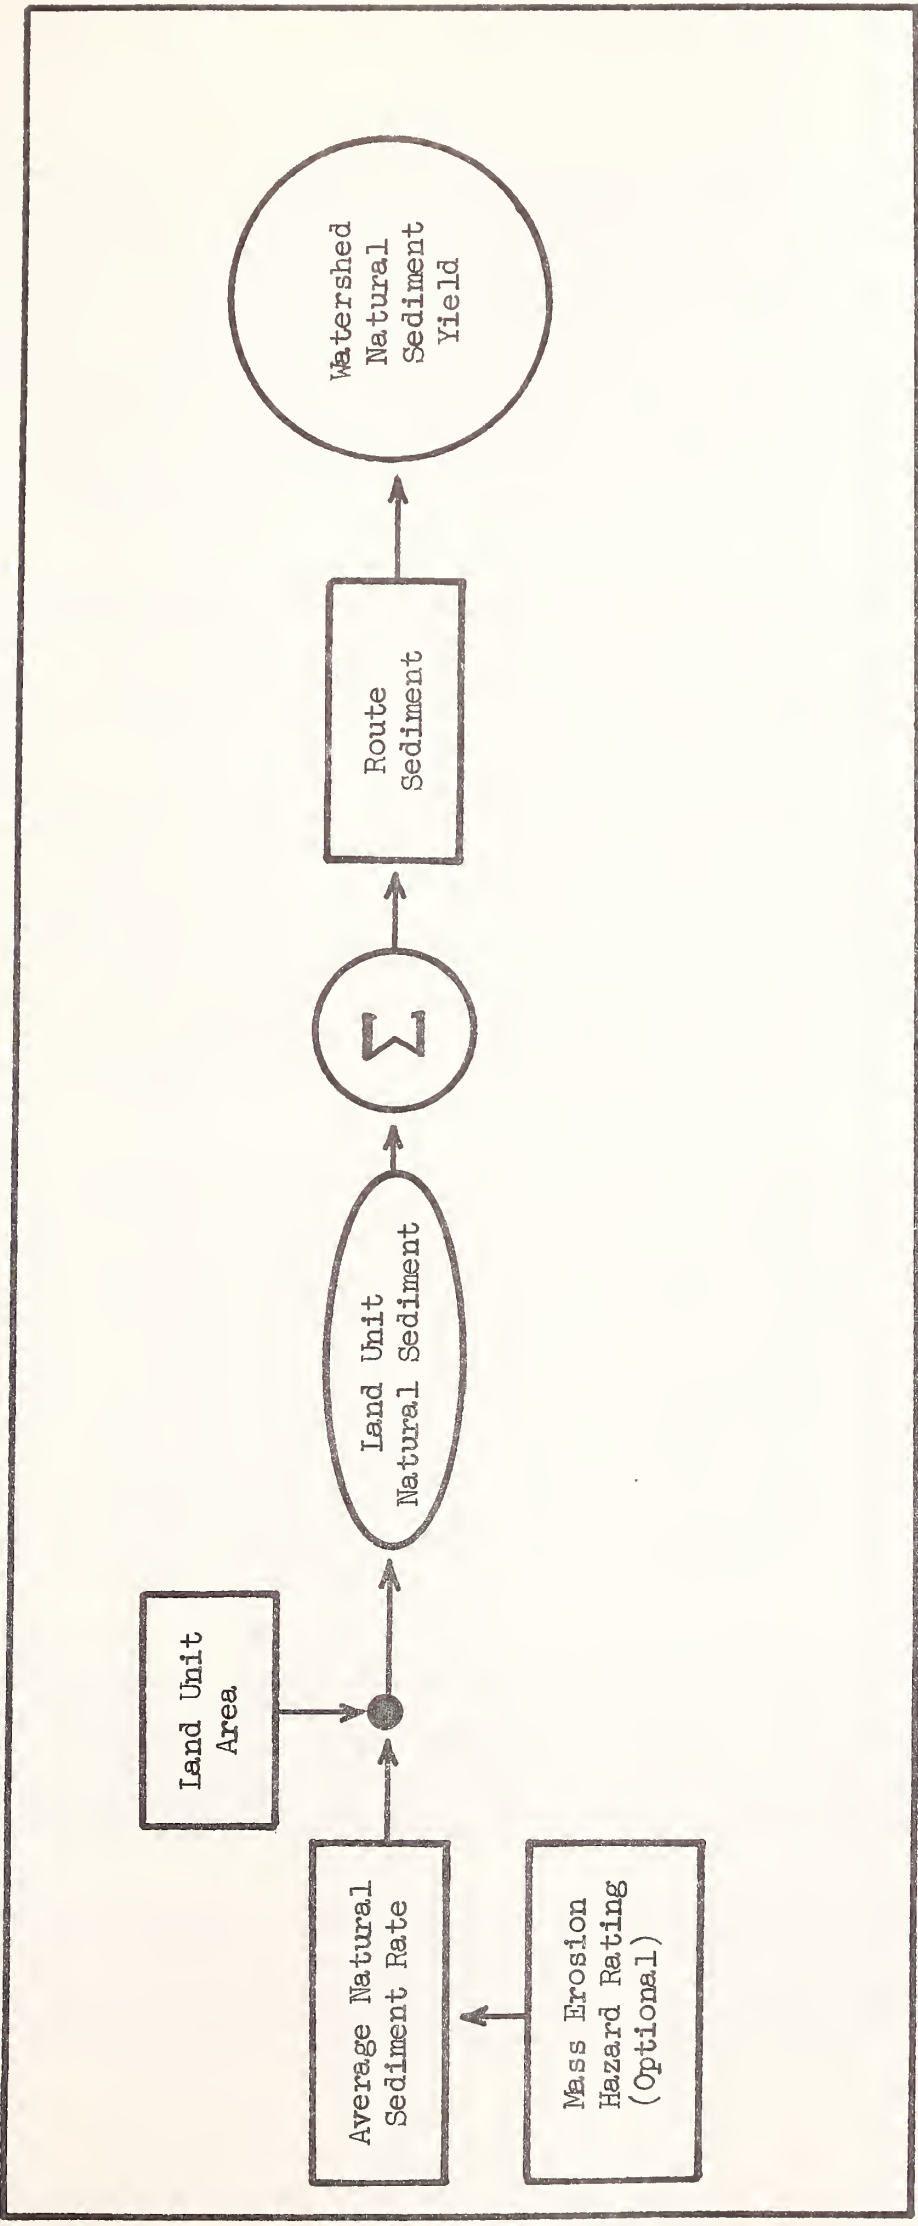 Land Unit
Area
Average Natural
Sediment Rate
Mass Erosion
Hazard Rating
(Optional)
Land Unit
Natural Sediment
Σ
Route
Sediment
Watershed
Natural
Sediment
Yield